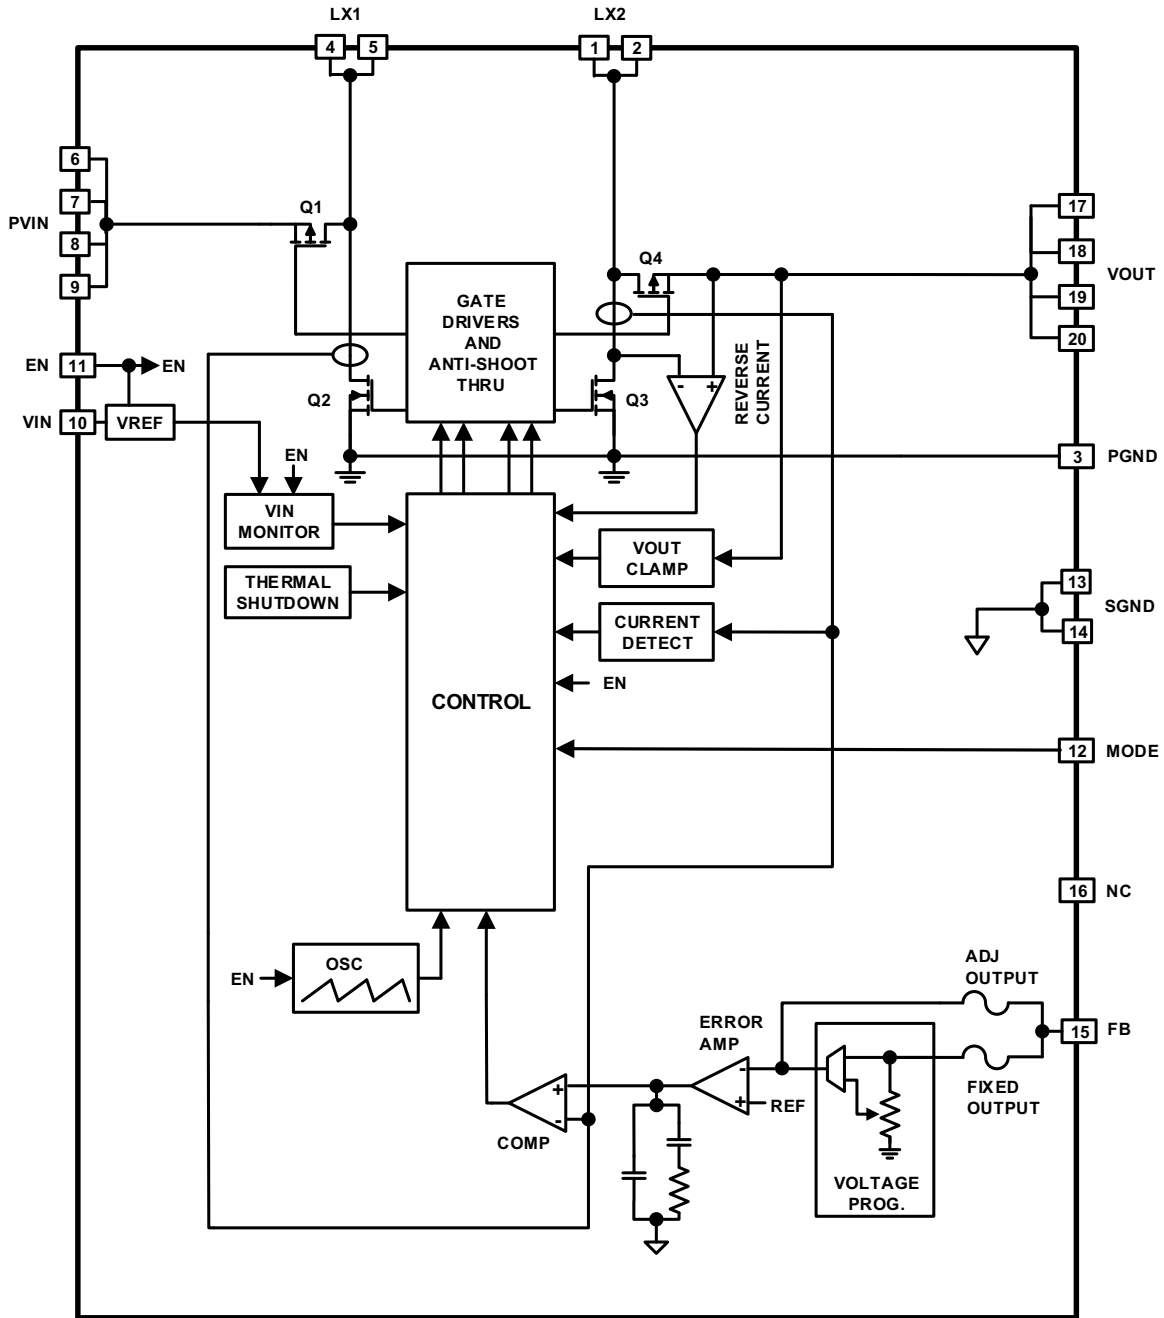 LX1
LX2
4
5
1
2
6
7
8
9
PVIN
Q1
Q4
17
18
19
20
VOUT
GATE
DRIVERS
AND
ANTI-SHOOT
THRU
EN
11
EN
VIN
10
VREF
Q2
Q3
-
+
REVERSE
CURRENT
3
PGND
EN
VIN
MONITOR
THERMAL
SHUTDOWN
VOUT
CLAMP
CURRENT
DETECT
EN
CONTROL
13
14
SGND
12
MODE
16
NC
EN
OSC
ADJ
OUTPUT
15
FB
FIXED
OUTPUT
ERROR
AMP
-
+
REF
+
-
COMP
VOLTAGE
PROG.